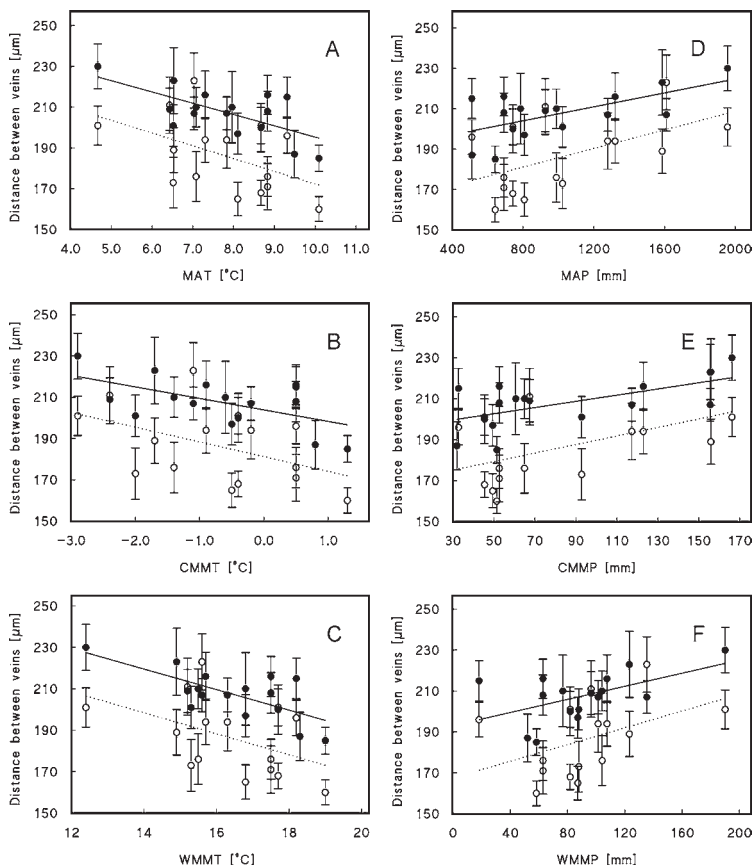 Distance between veins [µm]
230
210
190
170
150
A
4.0 5.0 6.0 7.0 8.0 9.0 10.0 11.0
MAT [°C]
Distance between veins [µm]
250
230
210
190
170
150
D
400 800 1200 1600 2000
MAP [mm]
Distance between veins [µm]
250
230
210
190
170
150
B
-3.0 -2.0 -1.0 0.0 1.0
CMMT [°C]
Distance between veins [µm]
250
230
210
190
170
150
E
30 50 70 90 110 130 150 170
CMMP [mm]
Distance between veins [µm]
250
230
210
190
170
150
C
12 14 16 18 20
WMMT [°C]
Distance between veins [µm]
250
230
210
190
170
150
F
0 40 80 120 160 200
WMMP [mm]